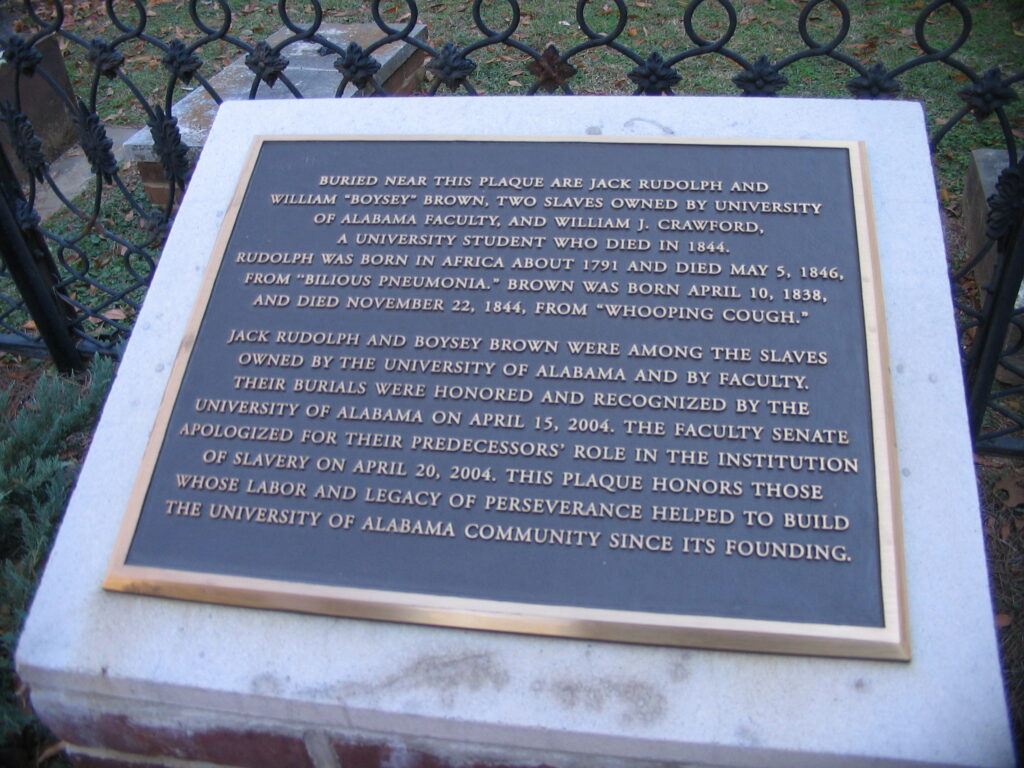 BURIED NEAR THIS PLAQUE ARE JACK RUDOLPH AND
WILLIAM "BOYSEY" BROWN, TWO SLAVES OWNED BY UNIVERSITY
OF ALABAMA FACULTY, AND WILLIAM J. CRAWFORD,
A UNIVERSITY STUDENT WHO DIED IN 1844.
RUDOLPH WAS BORN IN AFRICA ABOUT 1791 AND DIED MAY 5, 1846,
FROM "BILIOUS PNEUMONIA." BROWN WAS BORN APRIL 10, 1838,
AND DIED NOVEMBER 22, 1844, FROM "WHOOPING COUGH."
JACK RUDOLPH AND BOYSEY BROWN WERE AMONG THE SLAVES
OWNED BY THE UNIVERSITY OF ALABAMA AND BY FACULTY.
THEIR BURIALS WERE HONORED AND RECOGNIZED BY THE
UNIVERSITY OF ALABAMA ON APRIL 15, 2004. THE FACULTY SENATE
APOLOGIZED FOR THEIR PREDECESSORS' ROLE IN THE INSTITUTION
OF SLAVERY ON APRIL 20, 2004. THIS PLAQUE HONORS THOSE
WHOSE LABOR AND LEGACY OF PERSEVERANCE HELPED TO BUILD
THE UNIVERSITY OF ALABAMA COMMUNITY SINCE ITS FOUNDING.